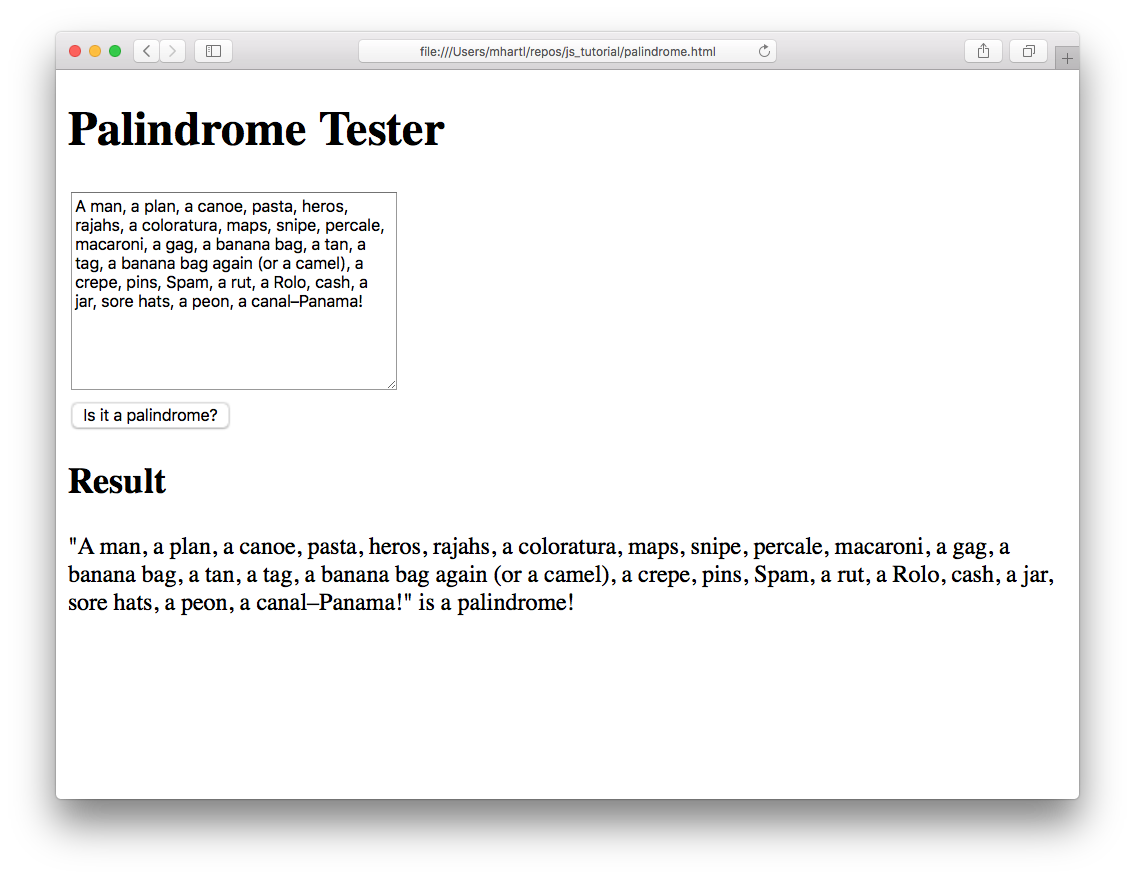 file:///Users/mhartl/repos/js_tutorial/palindrome.html
Palindrome Tester
A man, a plan, a canoe, pasta, heros,
rajahs, a coloratura, maps, snipe, percale,
macaroni, a gag, a banana bag, a tan, a
tag, a banana bag again (or a camel), a
crepe, pins, Spam, a rut, a Rolo, cash, a
jar, sore hats, a peon, a canal–Panama!
Is it a palindrome?
Result
"A man, a plan, a canoe, pasta, heros, rajahs, a coloratura, maps, snipe, percale, macaroni, a gag, a
banana bag, a tan, a tag, a banana bag again (or a camel), a crepe, pins, Spam, a rut, a Rolo, cash, a jar,
sore hats, a peon, a canal–Panama!" is a palindrome!